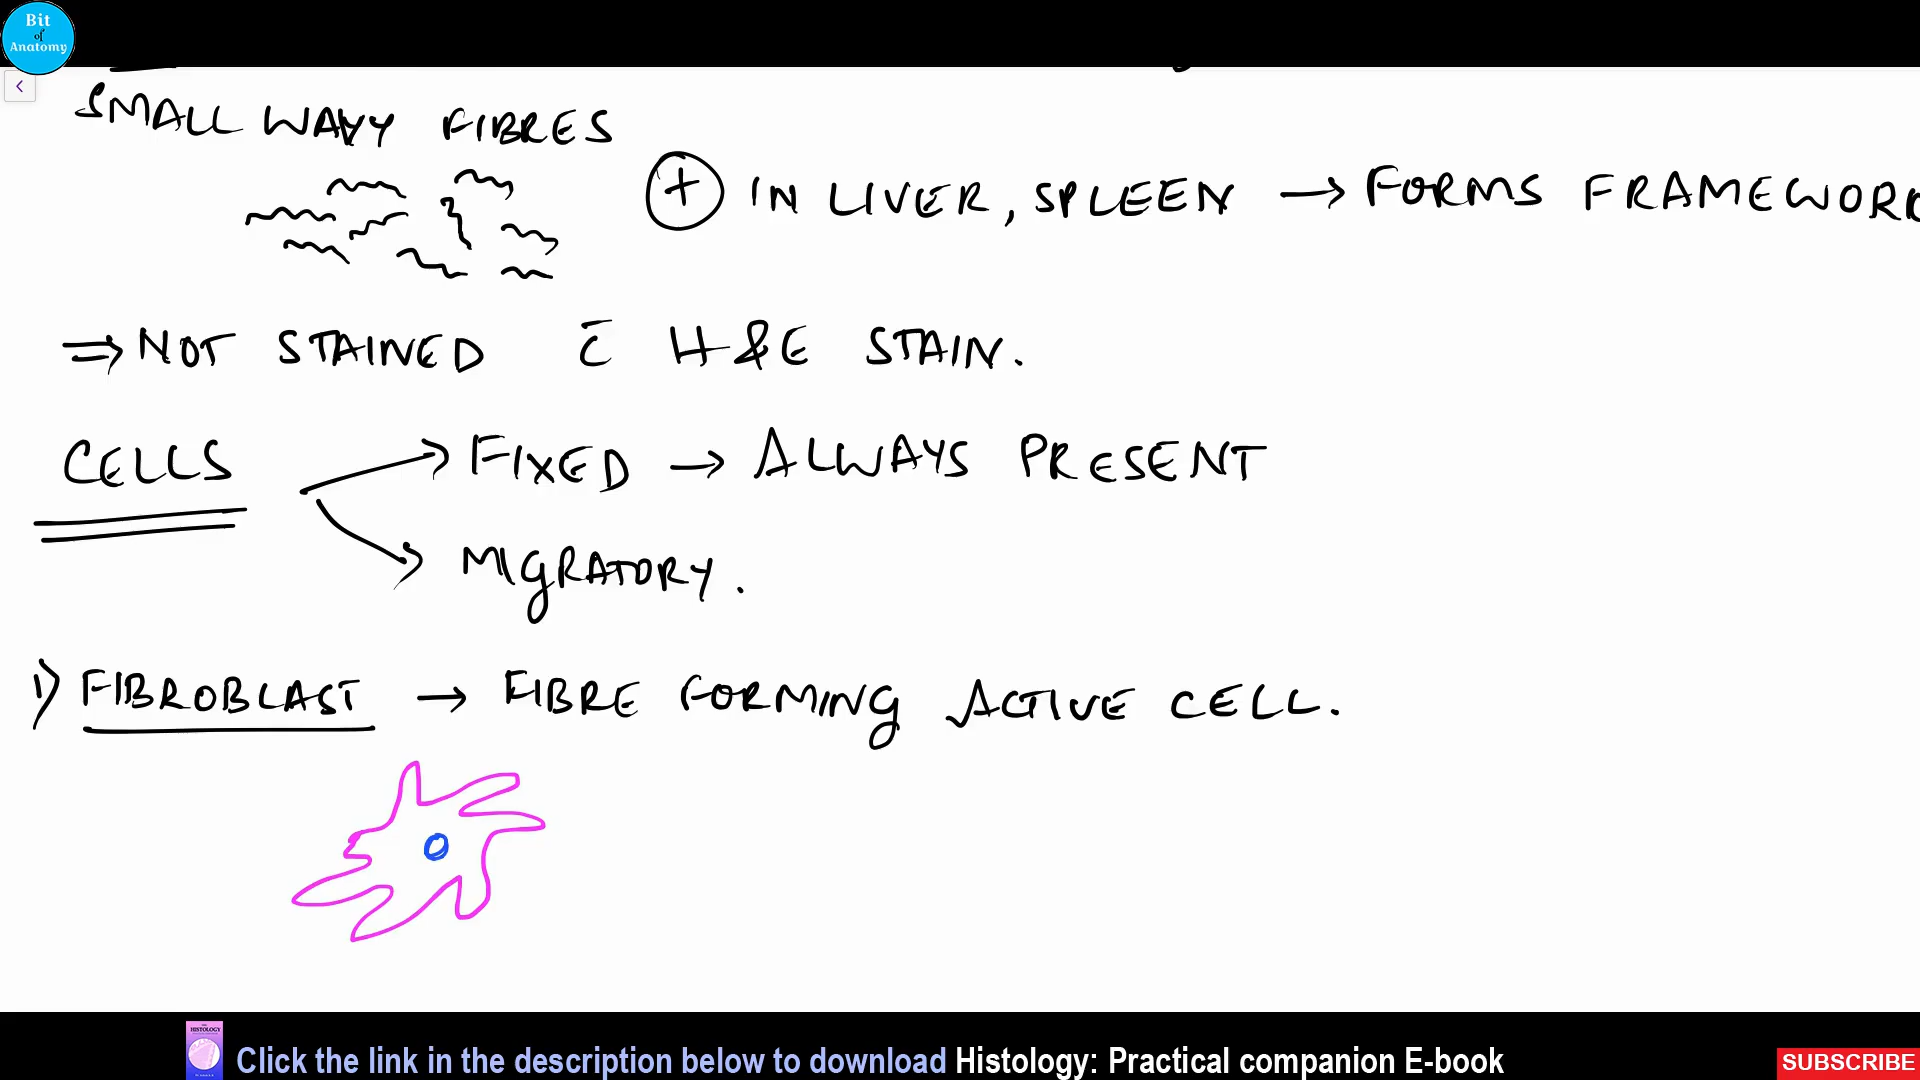 Bit
of
Anatomy
SMALL WAVY FIBRES
+ IN LIVER, SPLEEN → FORMS FRAMEWOR
⇒ NOT STAINED c̄ H&E STAIN.
CELLS → FIXED → ALWAYS PRESENT
→ MIGRATORY.
1) FIBROBLAST → FIBRE FORMING ACTIVE CELL.
HISTOLOGY
Click the link in the description below to download Histology: Practical companion E-book
SUBSCRIBE